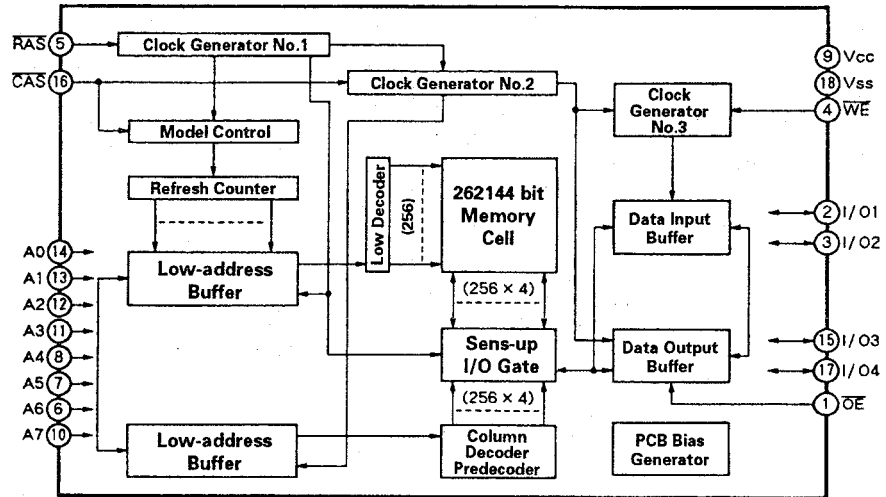 RAS 5
Clock Generator No.1
9 Vcc
CAS 16
Clock Generator No.2
18 Vss
Clock
Generator
No.3
4 WE
Model Control
Refresh Counter
Low Decoder
(256)
262144 bit
Memory
Cell
Data Input
Buffer
2 I/O1
3 I/O2
A0 14
A1 13
A2 12
A3 11
A4 8
A5 7
A6 6
A7 10
Low-address
Buffer
(256 × 4)
Sens-up
I/O Gate
Data Output
Buffer
15 I/O3
17 I/O4
1 OE
(256 × 4)
Low-address
Buffer
Column
Decoder
Predecoder
PCB Bias
Generator